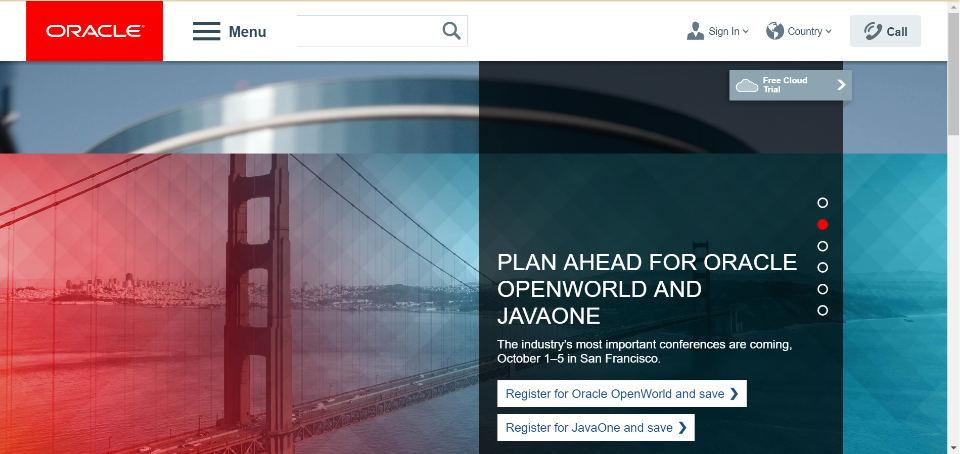 ORACLE
Menu
Sign In
Country
Call
Free Cloud
Trial
PLAN AHEAD FOR ORACLE
OPENWORLD AND
JAVAONE
The industry's most important conferences are coming,
October 1–5 in San Francisco.
Register for Oracle OpenWorld and save
Register for JavaOne and save